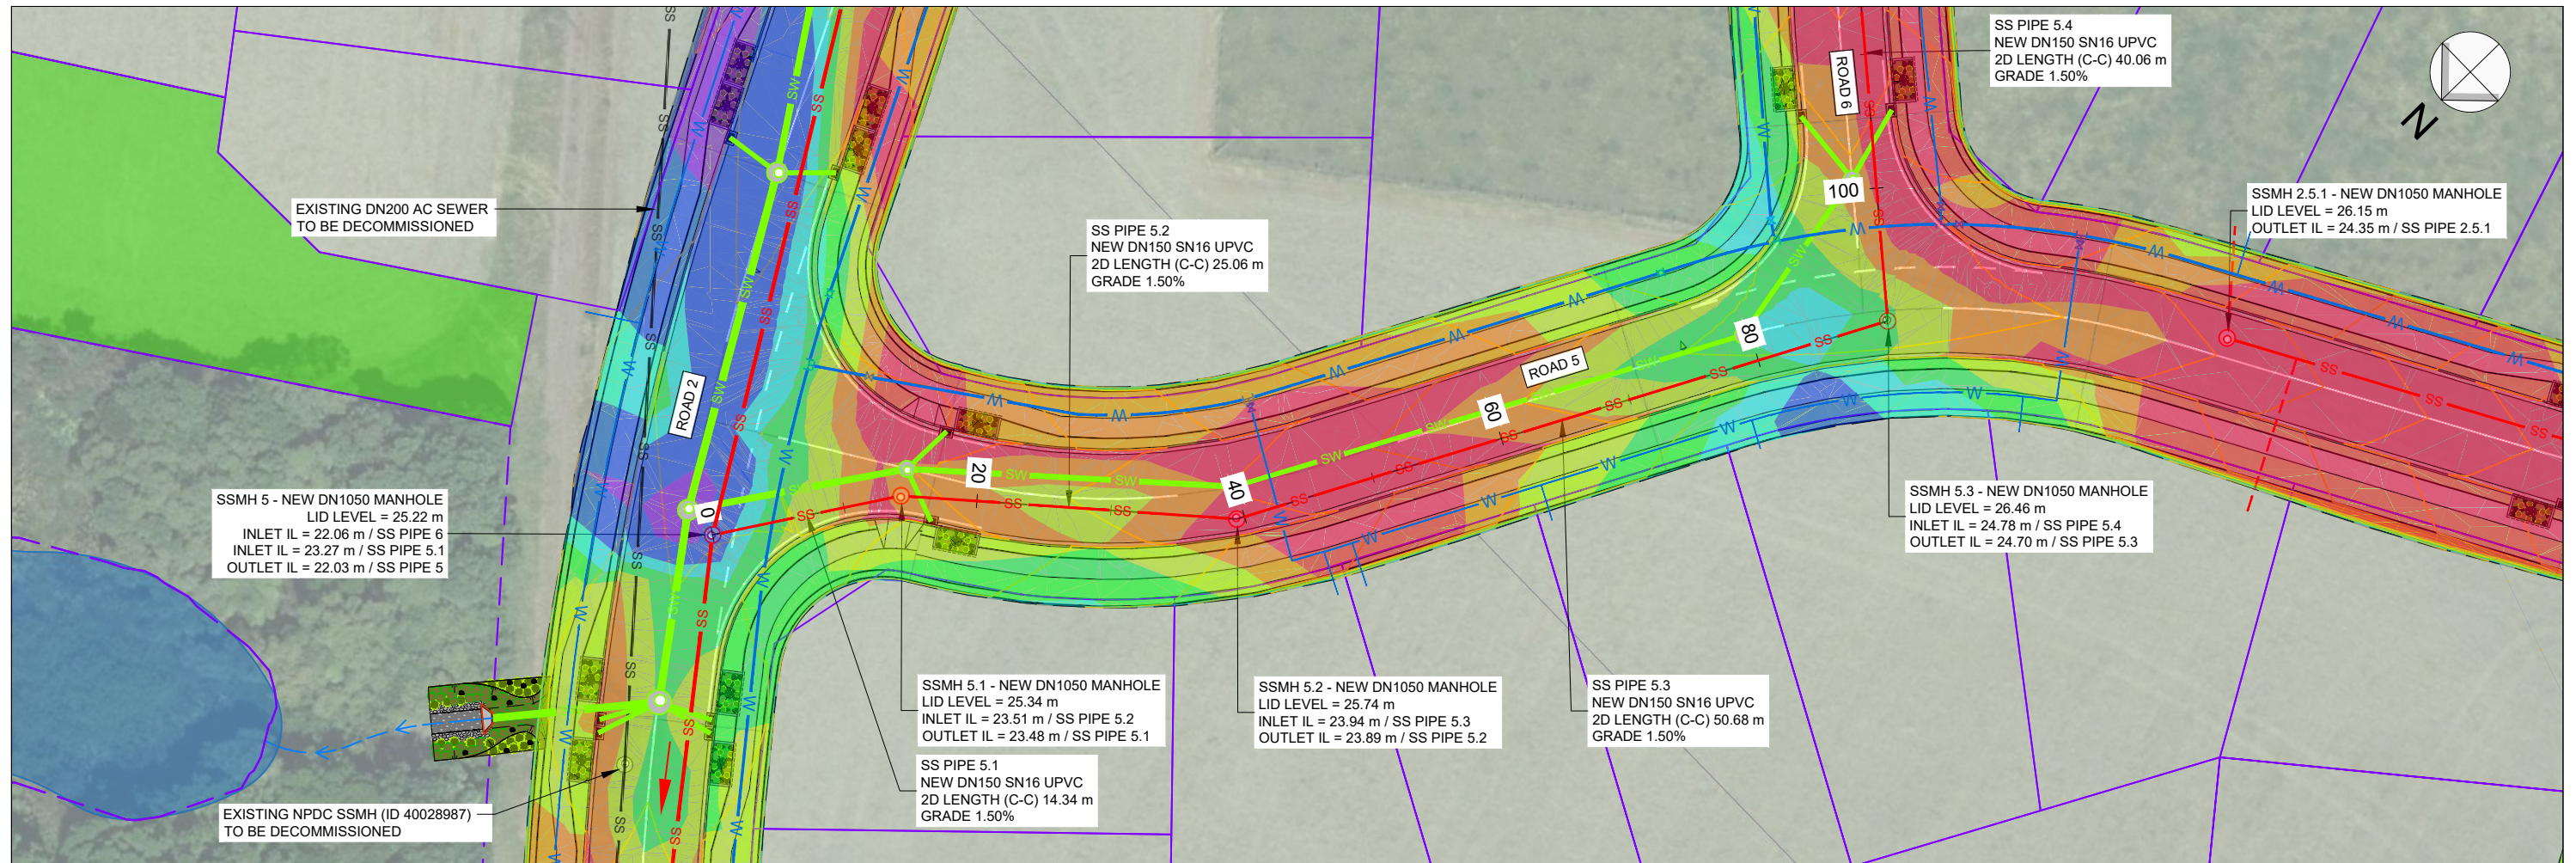 SS PIPE 5.4
NEW DN150 SN16 UPVC
2D LENGTH (C-C) 40.06 m
GRADE 1.50%
N
ROAD 6
100
EXISTING DN200 AC SEWER
TO BE DECOMMISSIONED
SSMH 2.5.1 - NEW DN1050 MANHOLE
LID LEVEL = 26.15 m
OUTLET IL = 24.35 m / SS PIPE 2.5.1
SS PIPE 5.2
NEW DN150 SN16 UPVC
2D LENGTH (C-C) 25.06 m
GRADE 1.50%
80
ROAD 5
60
ROAD 2
20
40
0
SSMH 5 - NEW DN1050 MANHOLE
LID LEVEL = 25.22 m
INLET IL = 22.06 m / SS PIPE 6
INLET IL = 23.27 m / SS PIPE 5.1
OUTLET IL = 22.03 m / SS PIPE 5
SSMH 5.3 - NEW DN1050 MANHOLE
LID LEVEL = 26.46 m
INLET IL = 24.78 m / SS PIPE 5.4
OUTLET IL = 24.70 m / SS PIPE 5.3
SSMH 5.1 - NEW DN1050 MANHOLE
LID LEVEL = 25.34 m
INLET IL = 23.51 m / SS PIPE 5.2
OUTLET IL = 23.48 m / SS PIPE 5.1
SSMH 5.2 - NEW DN1050 MANHOLE
LID LEVEL = 25.74 m
INLET IL = 23.94 m / SS PIPE 5.3
OUTLET IL = 23.89 m / SS PIPE 5.2
SS PIPE 5.3
NEW DN150 SN16 UPVC
2D LENGTH (C-C) 50.68 m
GRADE 1.50%
SS PIPE 5.1
NEW DN150 SN16 UPVC
2D LENGTH (C-C) 14.34 m
GRADE 1.50%
EXISTING NPDC SSMH (ID 40028987)
TO BE DECOMMISSIONED
SS
SW
W